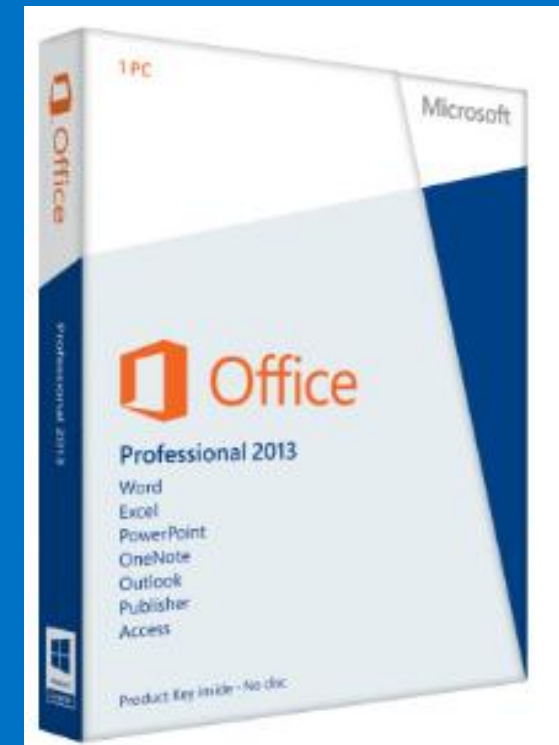 1 PC
Microsoft
Office
Office
Professional 2013
Professional 2013
Word
Excel
PowerPoint
OneNote
Outlook
Publisher
Access
Product Key inside - No disc